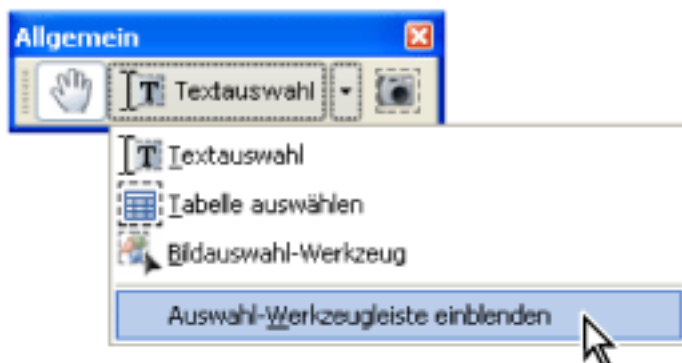 Allgemein
Textauswahl
Textauswahl
Tabelle auswählen
Bildauswahl-Werkzeug
Auswahl-Werkzeugleiste einblenden